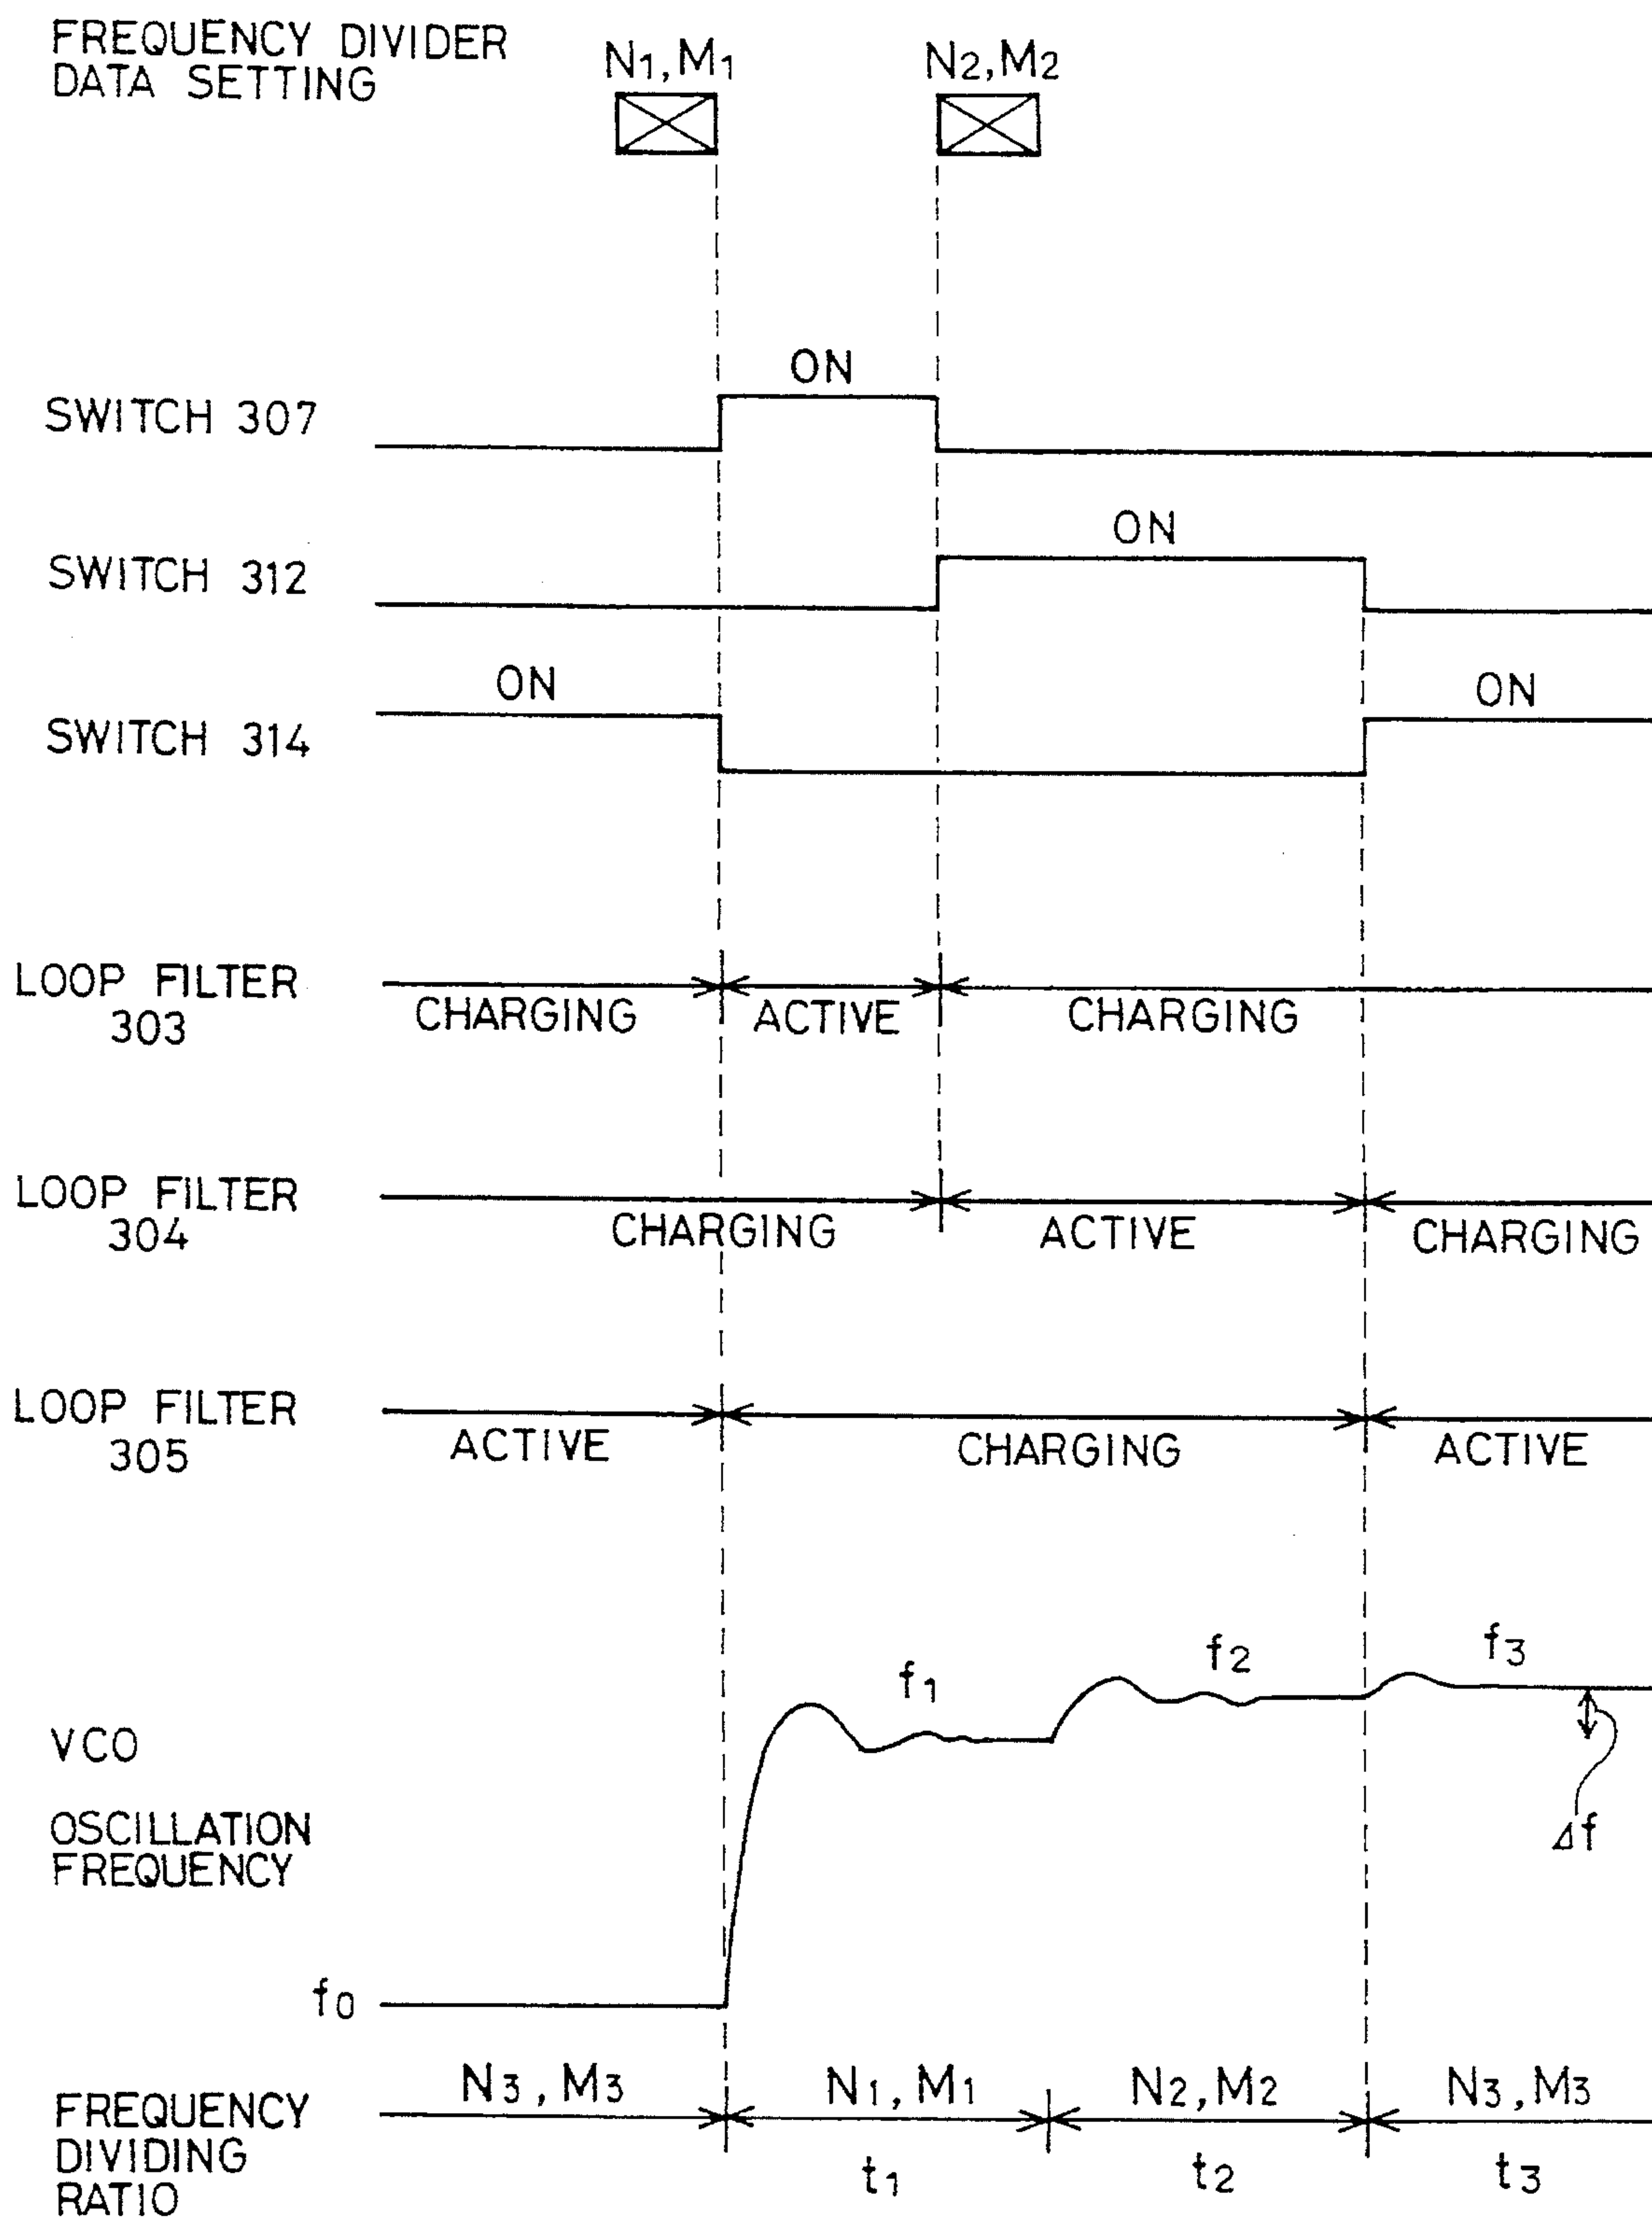 FREQUENCY DIVIDER
DATA SETTING
N1, M1
N2, M2
ON
SWITCH 307
ON
SWITCH 312
ON
ON
SWITCH 314
LOOP FILTER
303
CHARGING
ACTIVE
CHARGING
LOOP FILTER
304
CHARGING
ACTIVE
CHARGING
LOOP FILTER
305
ACTIVE
CHARGING
ACTIVE
f1
f2
f3
VCO
OSCILLATION
FREQUENCY
Δf
f0
N3, M3
N1, M1
N2, M2
N3, M3
FREQUENCY
DIVIDING
RATIO
t1
t2
t3